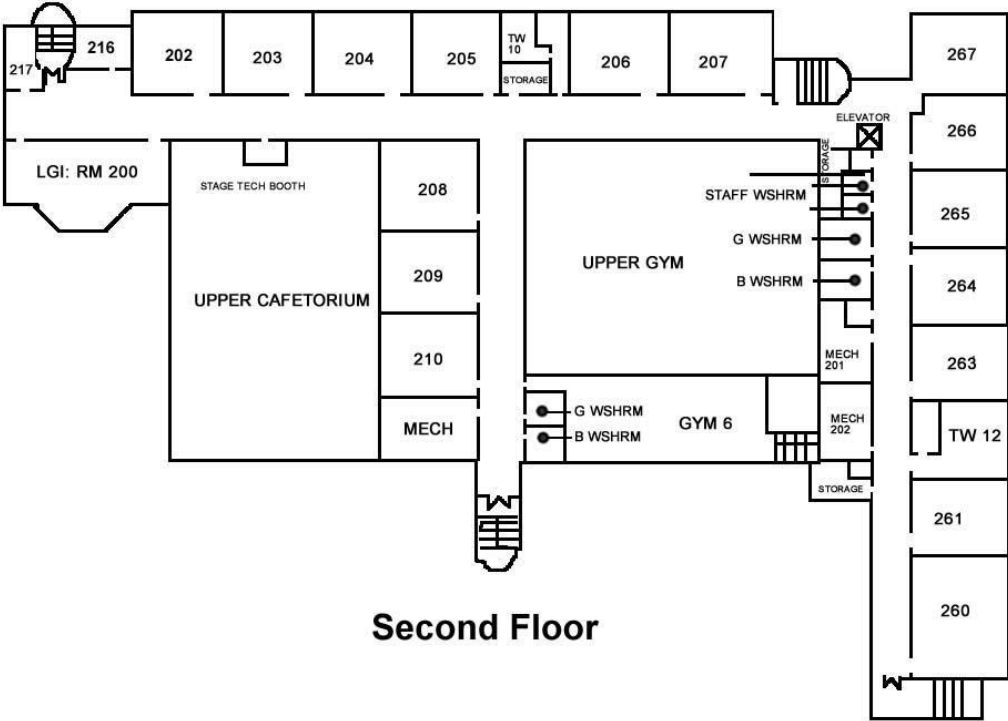 216
217
202
203
204
205
TW
10
STORAGE
206
207
267
ELEVATOR
266
LGI: RM 200
STAGE TECH BOOTH
208
STORAGE
STAFF WSHRM
265
G WSHRM
209
UPPER GYM
B WSHRM
264
UPPER CAFETORIUM
210
MECH
201
263
G WSHRM
B WSHRM
GYM 6
MECH
202
MECH
TW 12
STORAGE
261
260
Second Floor